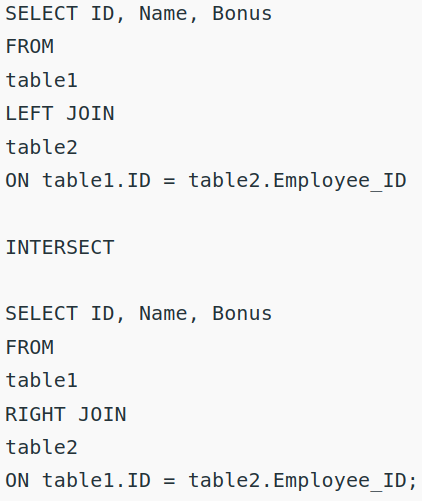 SELECT ID, Name, Bonus
FROM
table1
LEFT JOIN
table2
ON table1.ID = table2.Employee_ID

INTERSECT

SELECT ID, Name, Bonus
FROM
table1
RIGHT JOIN
table2
ON table1.ID = table2.Employee_ID;